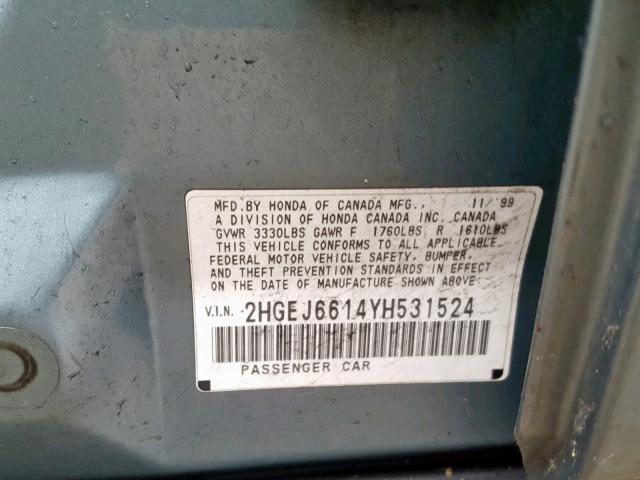 MFD.BY HONDA OF CANADA MFG., 11/'99
A DIVISION OF HONDA CANADA INC. CANADA
GVWR 3330LBS GAWR F 1760LBS R 1610LBS
THIS VEHICLE CONFORMS TO ALL APPLICABLE
FEDERAL MOTOR VEHICLE SAFETY, BUMPER,
AND THEFT PREVENTION STANDARDS IN EFFECT
ON THE DATE OF MANUFACTURE SHOWN ABOVE.
V.I.N. 2HGEJ6614YH531524
PASSENGER CAR